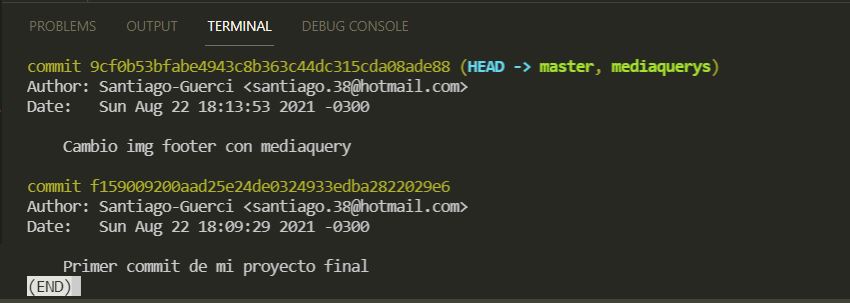 PROBLEMS OUTPUT TERMINAL DEBUG CONSOLE
commit 9cf0b53bfabe4943c8b363c44dc315cda08ade88 (HEAD -> master, mediaquerys)
Author: Santiago-Guerci <santiago.38@hotmail.com>
Date:   Sun Aug 22 18:13:53 2021 -0300
Cambio img footer con mediaquery
commit f159009200aad25e24de0324933edba2822029e6
Author: Santiago-Guerci <santiago.38@hotmail.com>
Date:   Sun Aug 22 18:09:29 2021 -0300
Primer commit de mi proyecto final
(END)